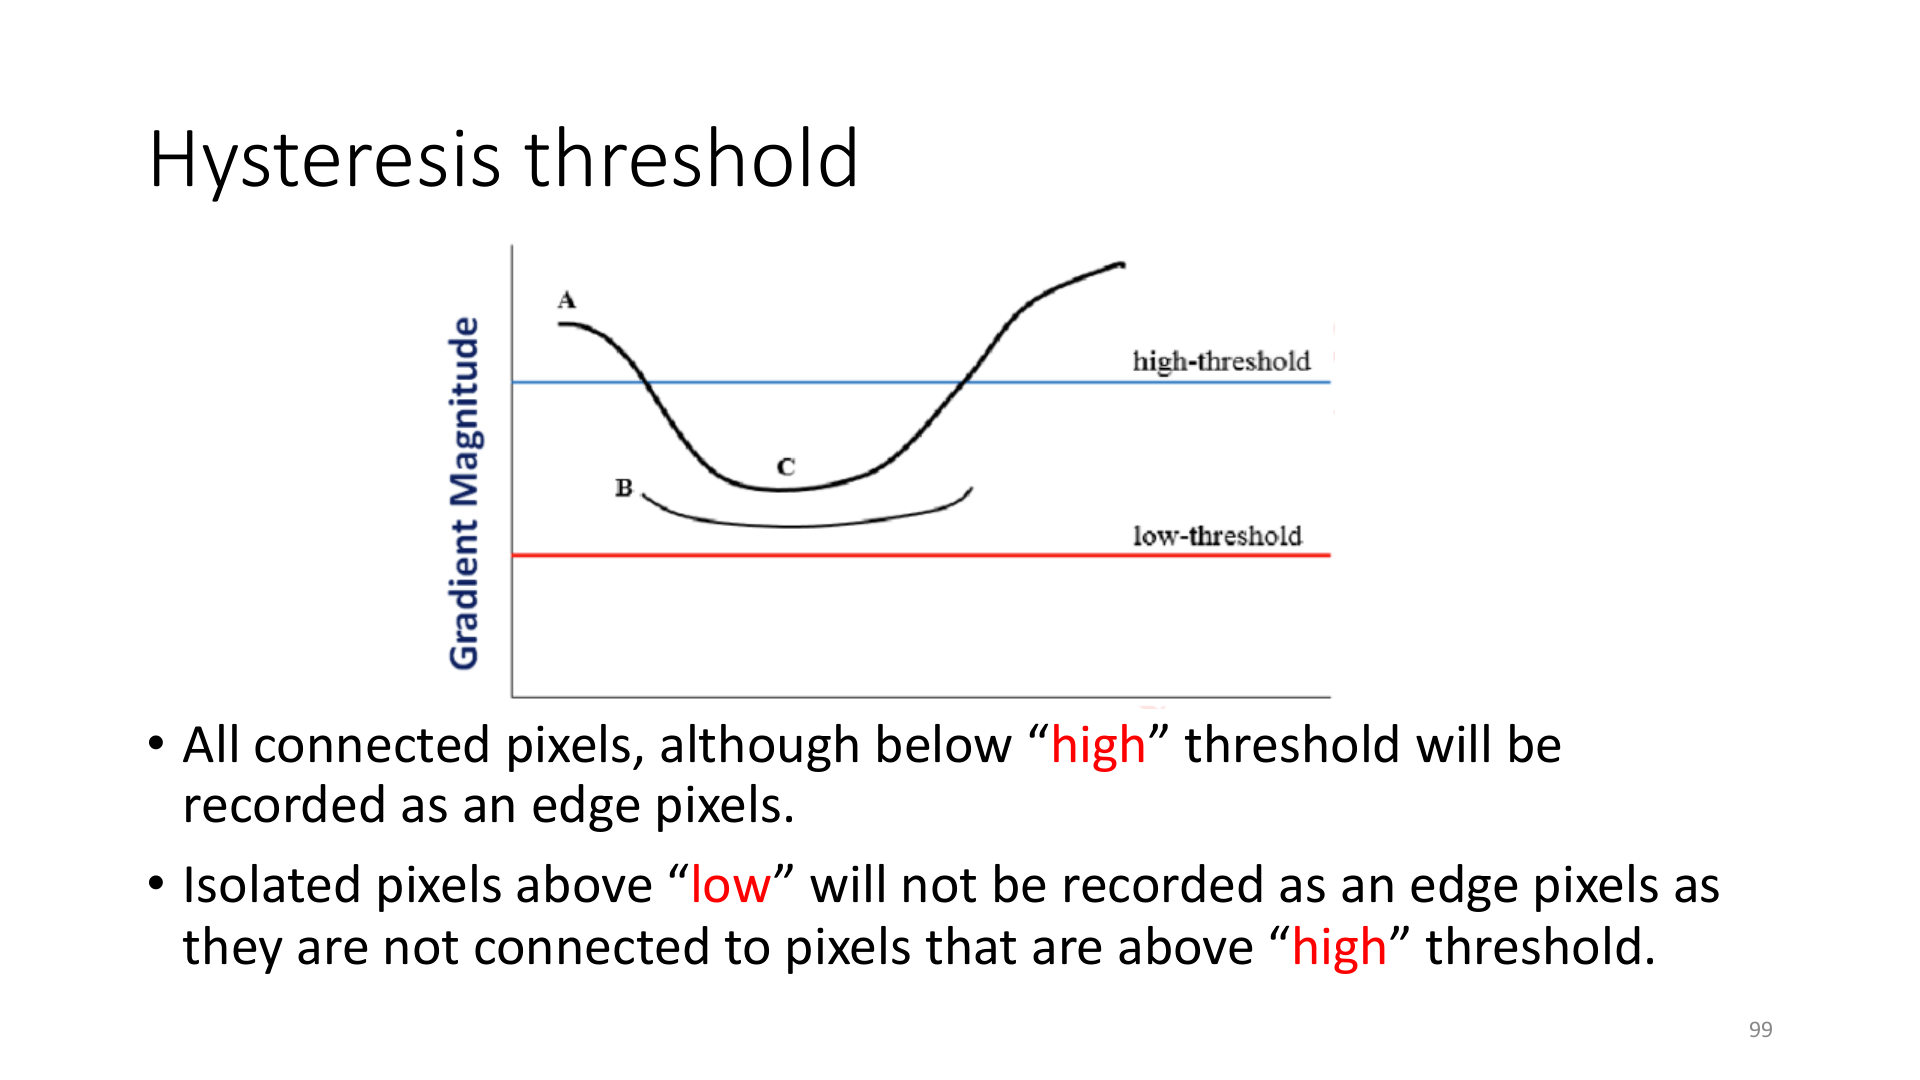 Hysteresis threshold
A
high-threshold
C
B
low-threshold
Gradient Magnitude
• All connected pixels, although below “high” threshold will be
recorded as an edge pixels.
• Isolated pixels above “low” will not be recorded as an edge pixels as
they are not connected to pixels that are above “high” threshold.
99